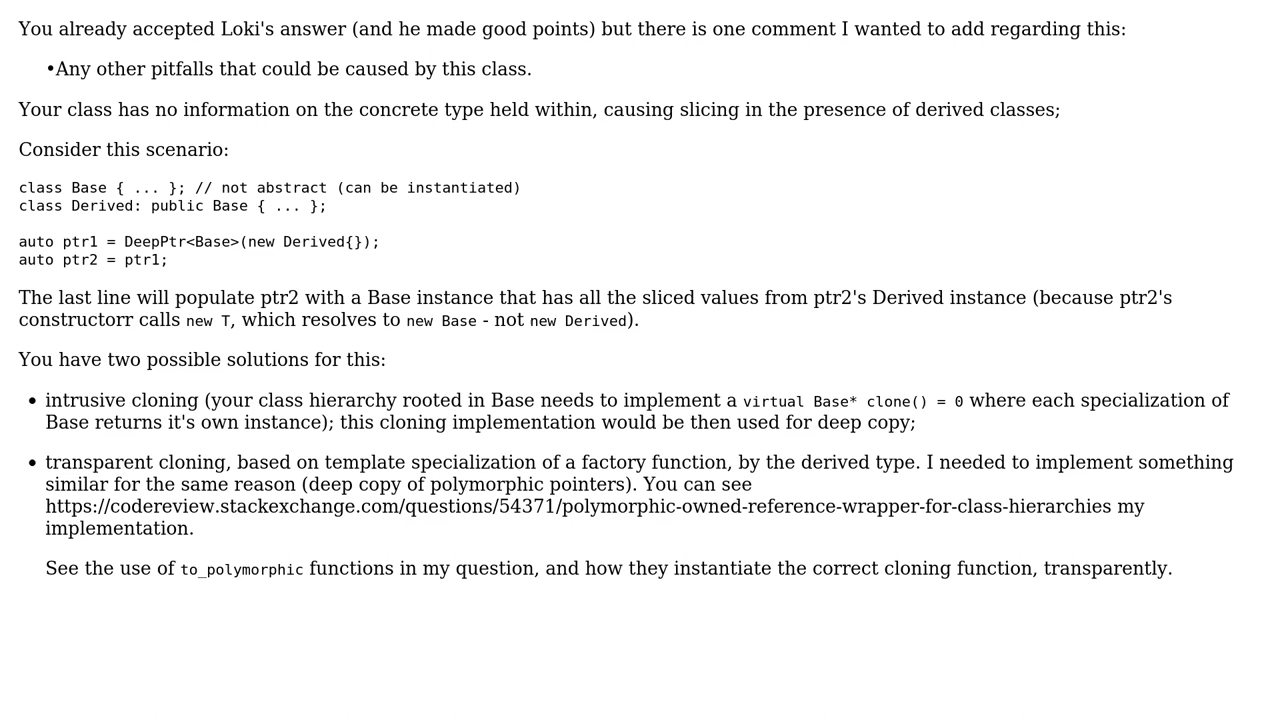 You already accepted Loki's answer (and he made good points) but there is one comment I wanted to add regarding this:
•Any other pitfalls that could be caused by this class.
Your class has no information on the concrete type held within, causing slicing in the presence of derived classes;
Consider this scenario:
class Base { ... }; // not abstract (can be instantiated)
class Derived: public Base { ... };
auto ptr1 = DeepPtr<Base>(new Derived{});
auto ptr2 = ptr1;
The last line will populate ptr2 with a Base instance that has all the sliced values from ptr2's Derived instance (because ptr2's
constructorr calls new T, which resolves to new Base - not new Derived).
You have two possible solutions for this:
• intrusive cloning (your class hierarchy rooted in Base needs to implement a virtual Base* clone() = 0 where each specialization of
Base returns it's own instance); this cloning implementation would be then used for deep copy;
• transparent cloning, based on template specialization of a factory function, by the derived type. I needed to implement something
similar for the same reason (deep copy of polymorphic pointers). You can see
https://codereview.stackexchange.com/questions/54371/polymorphic-owned-reference-wrapper-for-class-hierarchies my
implementation.
See the use of to_polymorphic functions in my question, and how they instantiate the correct cloning function, transparently.